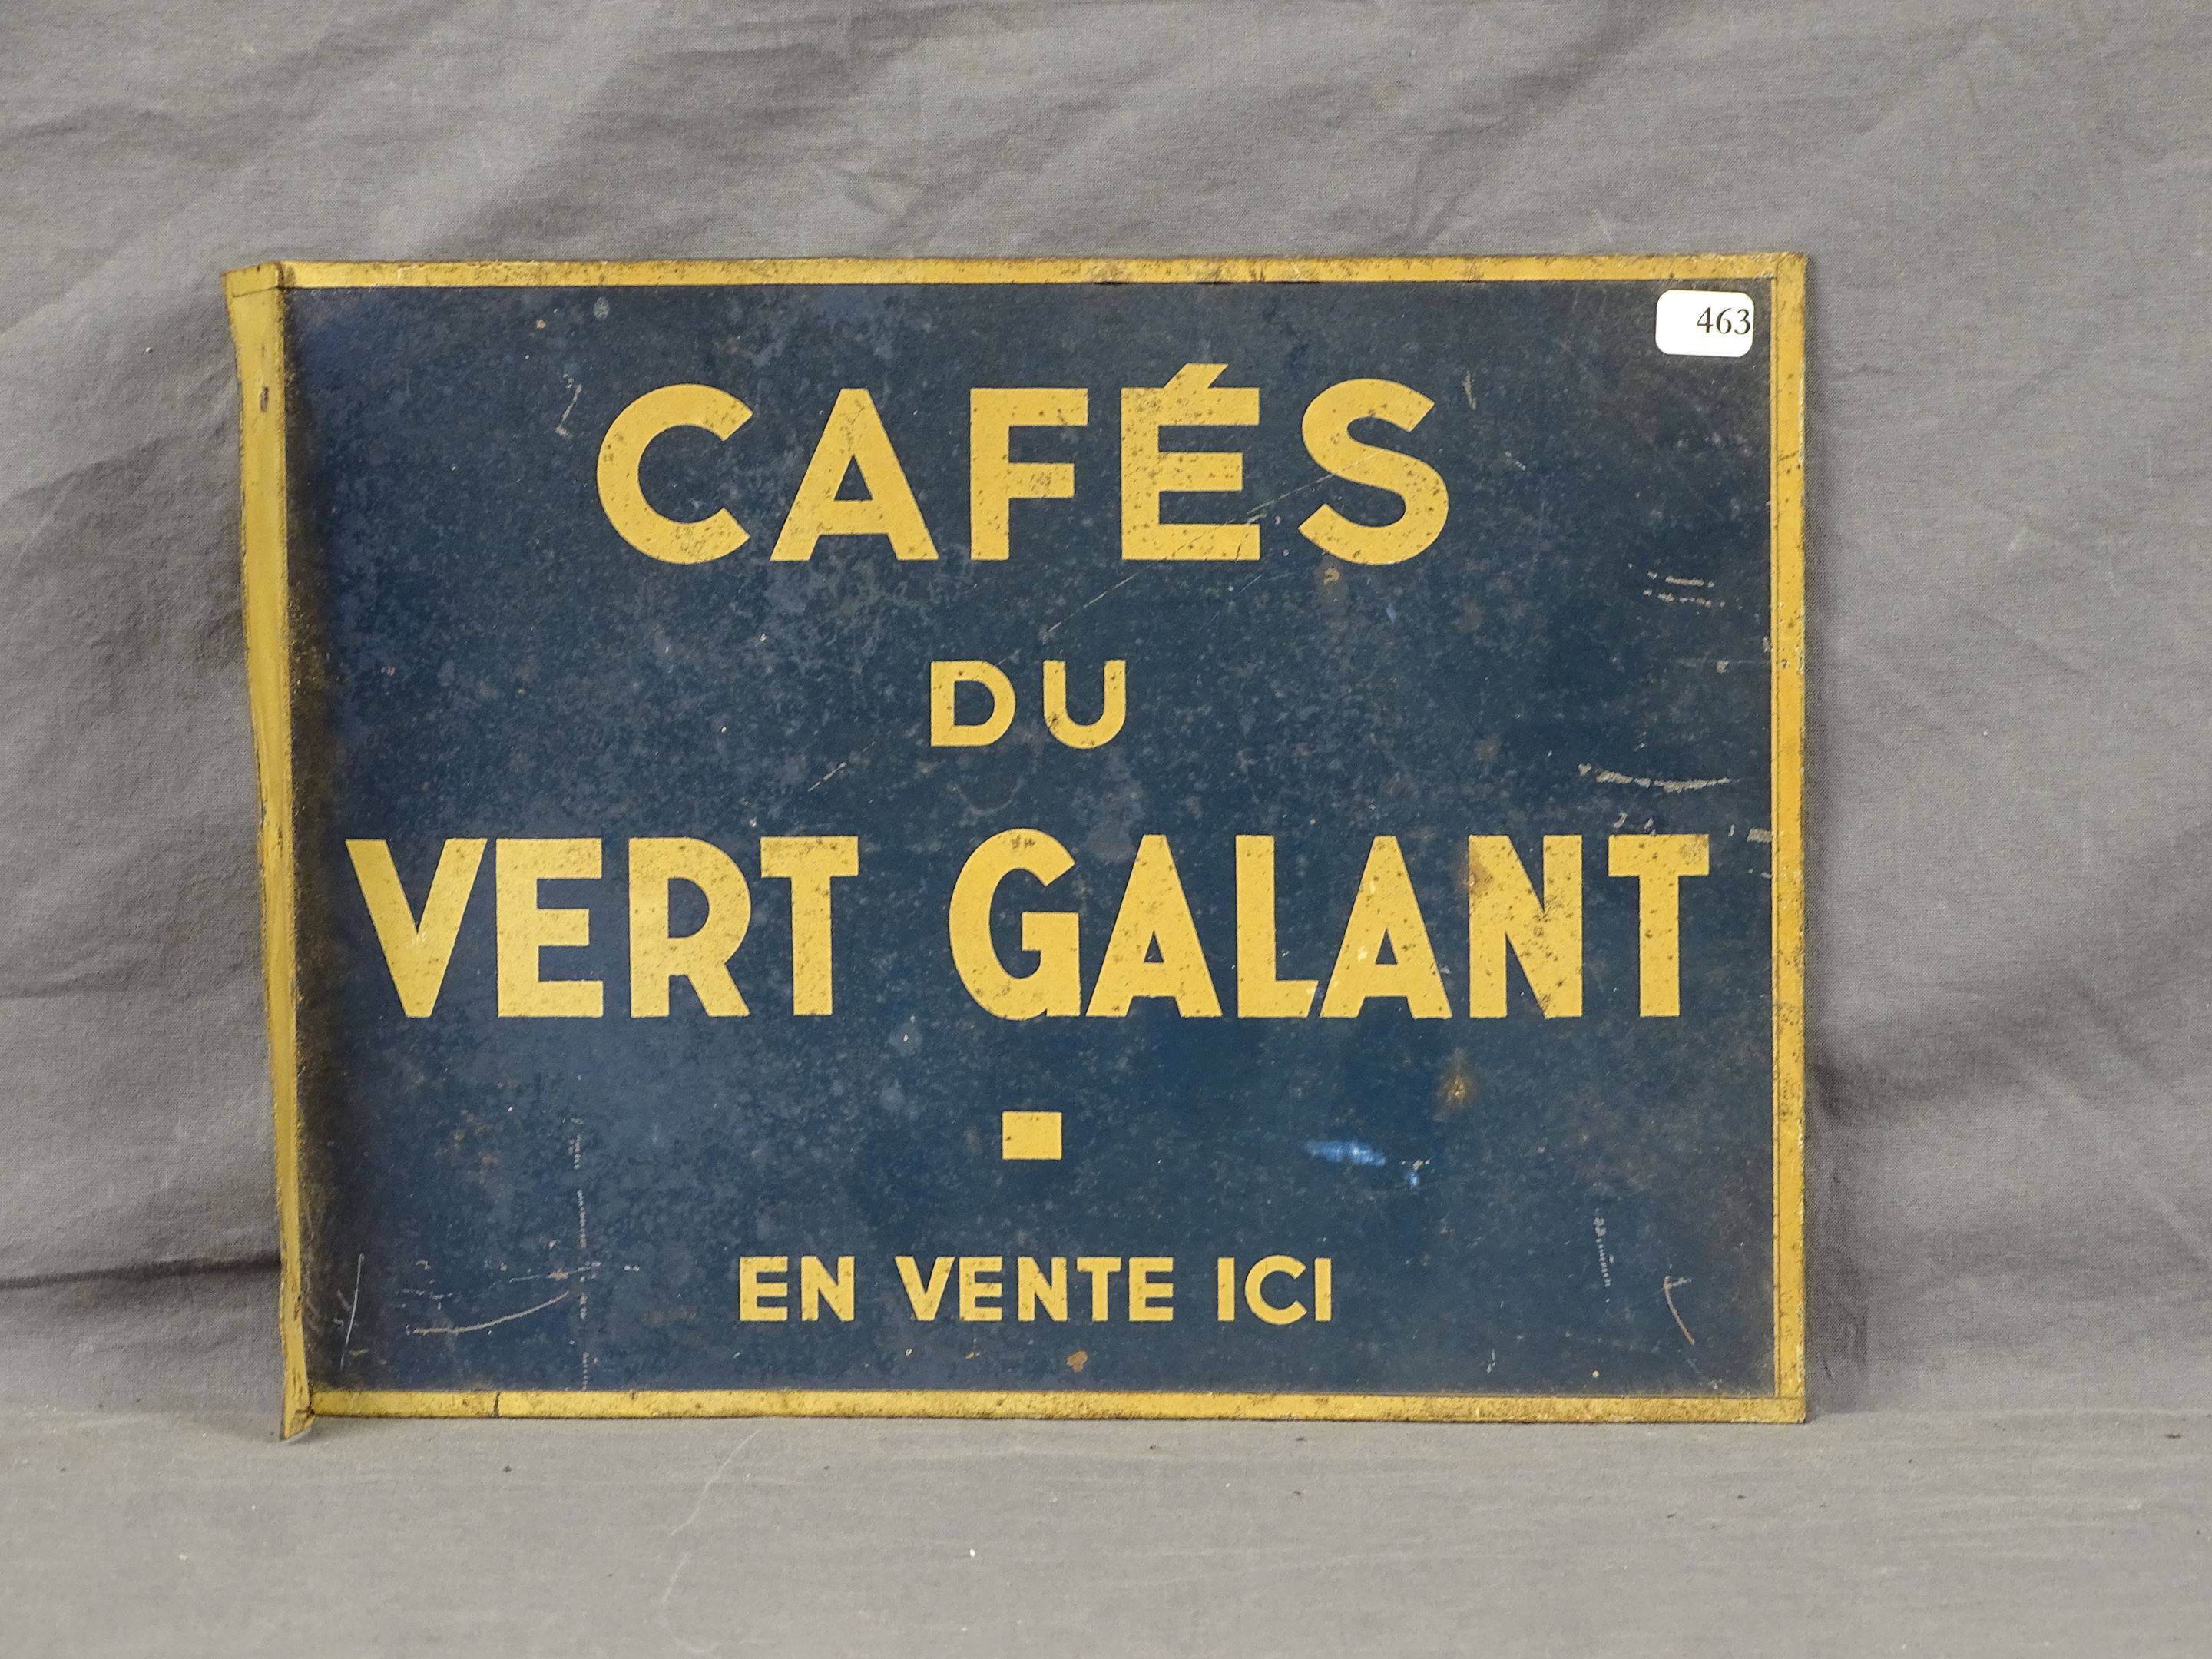 463
CAFÉS
DU
VERT GALANT
EN VENTE ICI